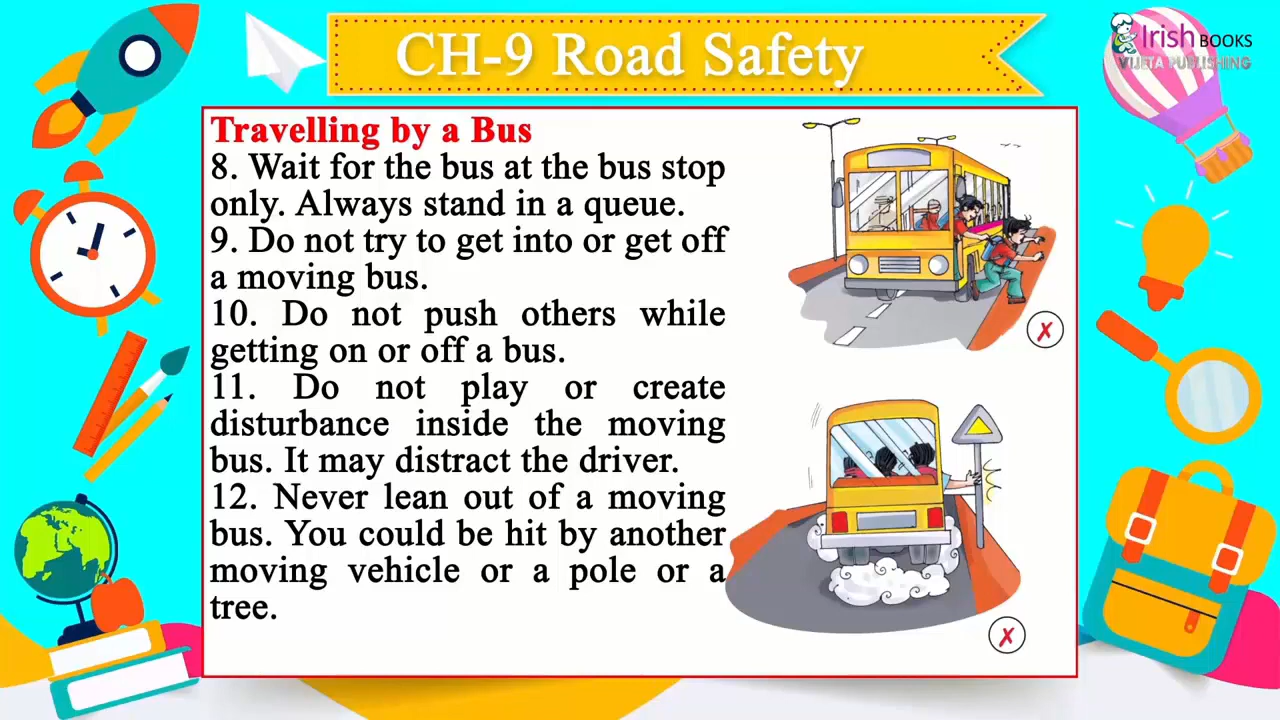 CH-9 Road Safety
Irish BOOKS
VIJETA PUBLISHING
Travelling by a Bus
8. Wait for the bus at the bus stop
only. Always stand in a queue.
9. Do not try to get into or get off
a moving bus.
10. Do not push others while
getting on or off a bus.
11. Do not play or create
disturbance inside the moving
bus. It may distract the driver.
12. Never lean out of a moving
bus. You could be hit by another
moving vehicle or a pole or a
tree.